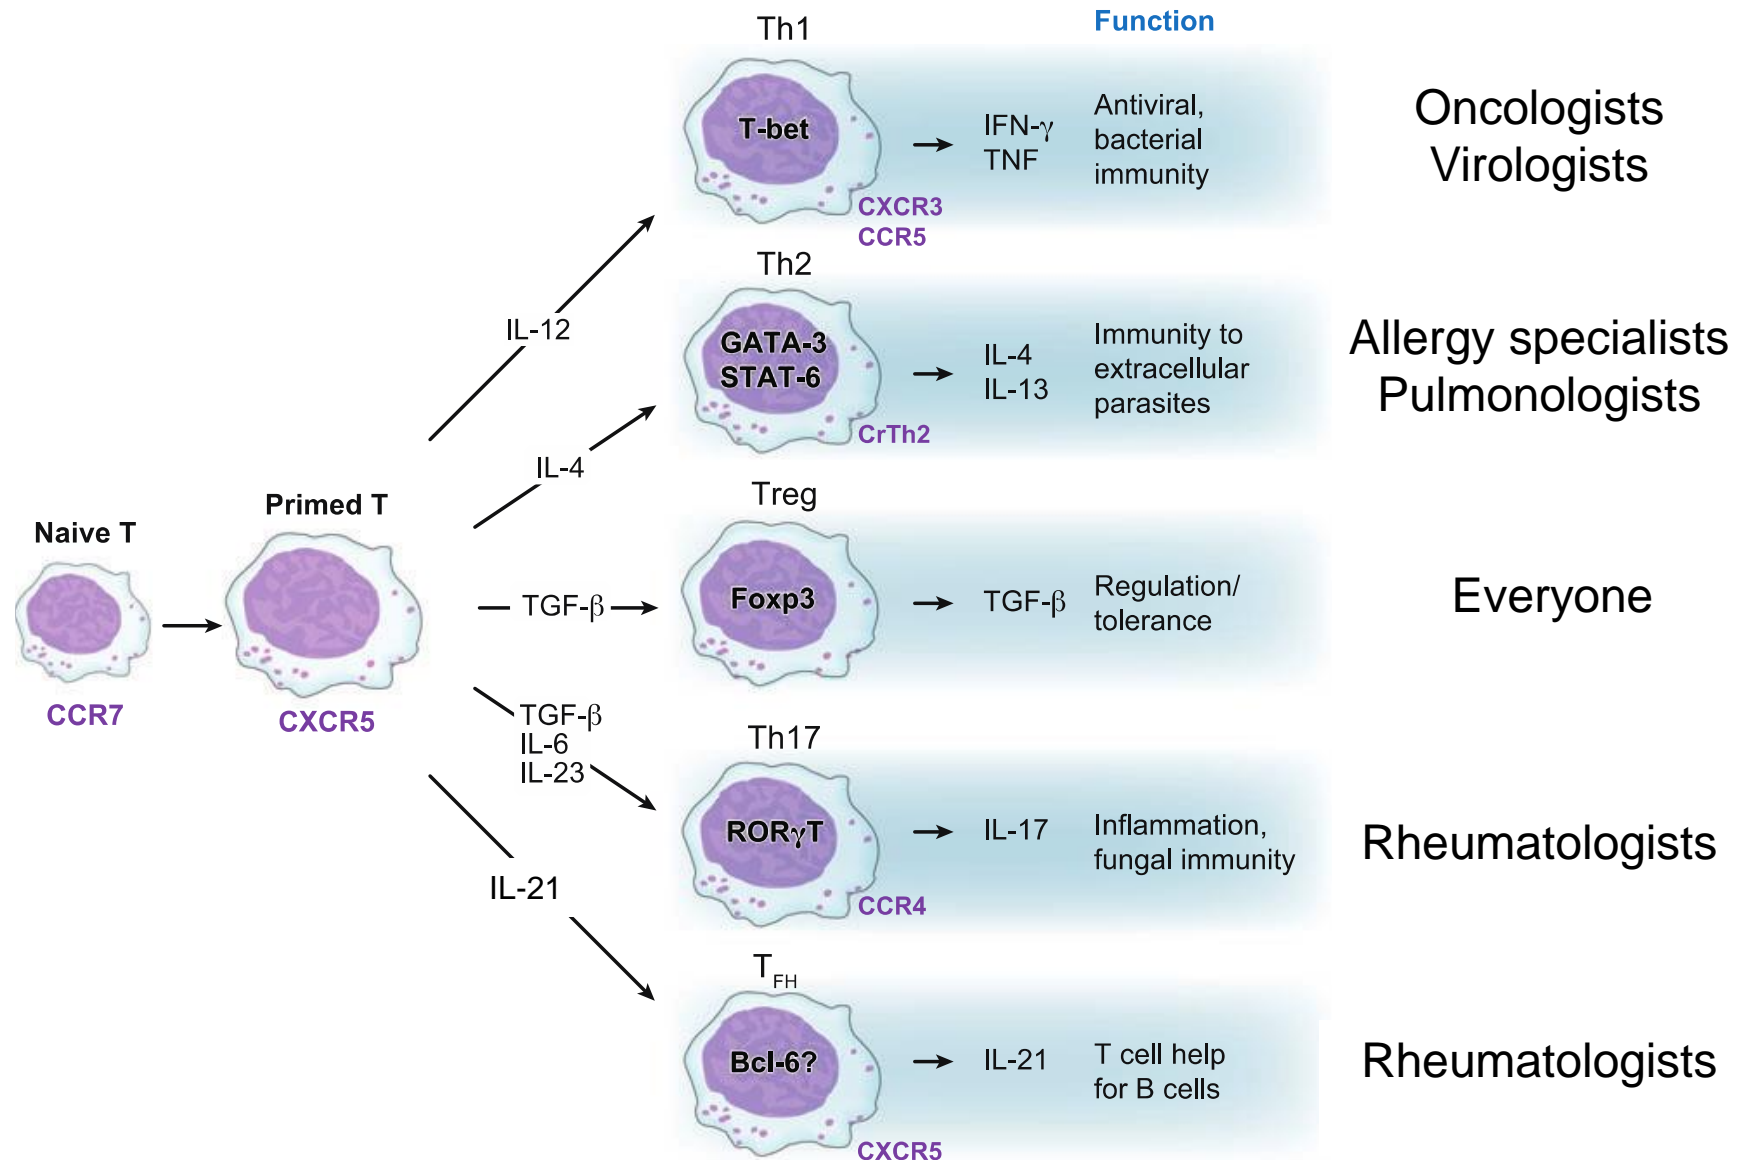 Function
Th1
T-bet
IFN-γ
TNF
Antiviral,
bacterial
immunity
Oncologists
Virologists
CXCR3
CCR5
IL-12
Th2
GATA-3
STAT-6
IL-4
IL-13
Immunity to
extracellular
parasites
Allergy specialists
Pulmonologists
CrTh2
IL-4
Naive T
CCR7
Primed T
CXCR5
TGF-β
Treg
Foxp3
TGF-β
Regulation/
tolerance
Everyone
TGF-β
IL-6
IL-23
Th17
RORγT
IL-17
Inflammation,
fungal immunity
Rheumatologists
CCR4
IL-21
TFH
Bcl-6?
IL-21
T cell help
for B cells
Rheumatologists
CXCR5